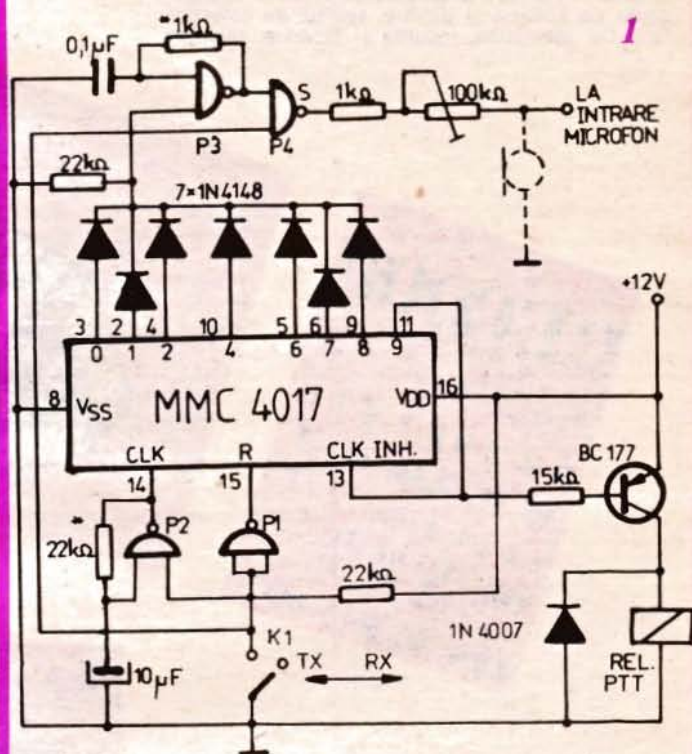 1
*1kΩ
0,1µF
P3
S
P4
1kΩ
100kΩ
LA
INTRARE
MICROFON
22kΩ
7×1N4148
+12V
3 2 4 10 5 6 9 11
0 1 2 4 6 7 8 9
8 VSS
MMC 4017
VDD 16
CLK R CLK INH.
14 15 13
BC 177
15kΩ
*
22kΩ
P2
P1
22kΩ
1N 4007
K1
TX RX
10µF
REL.
PTT